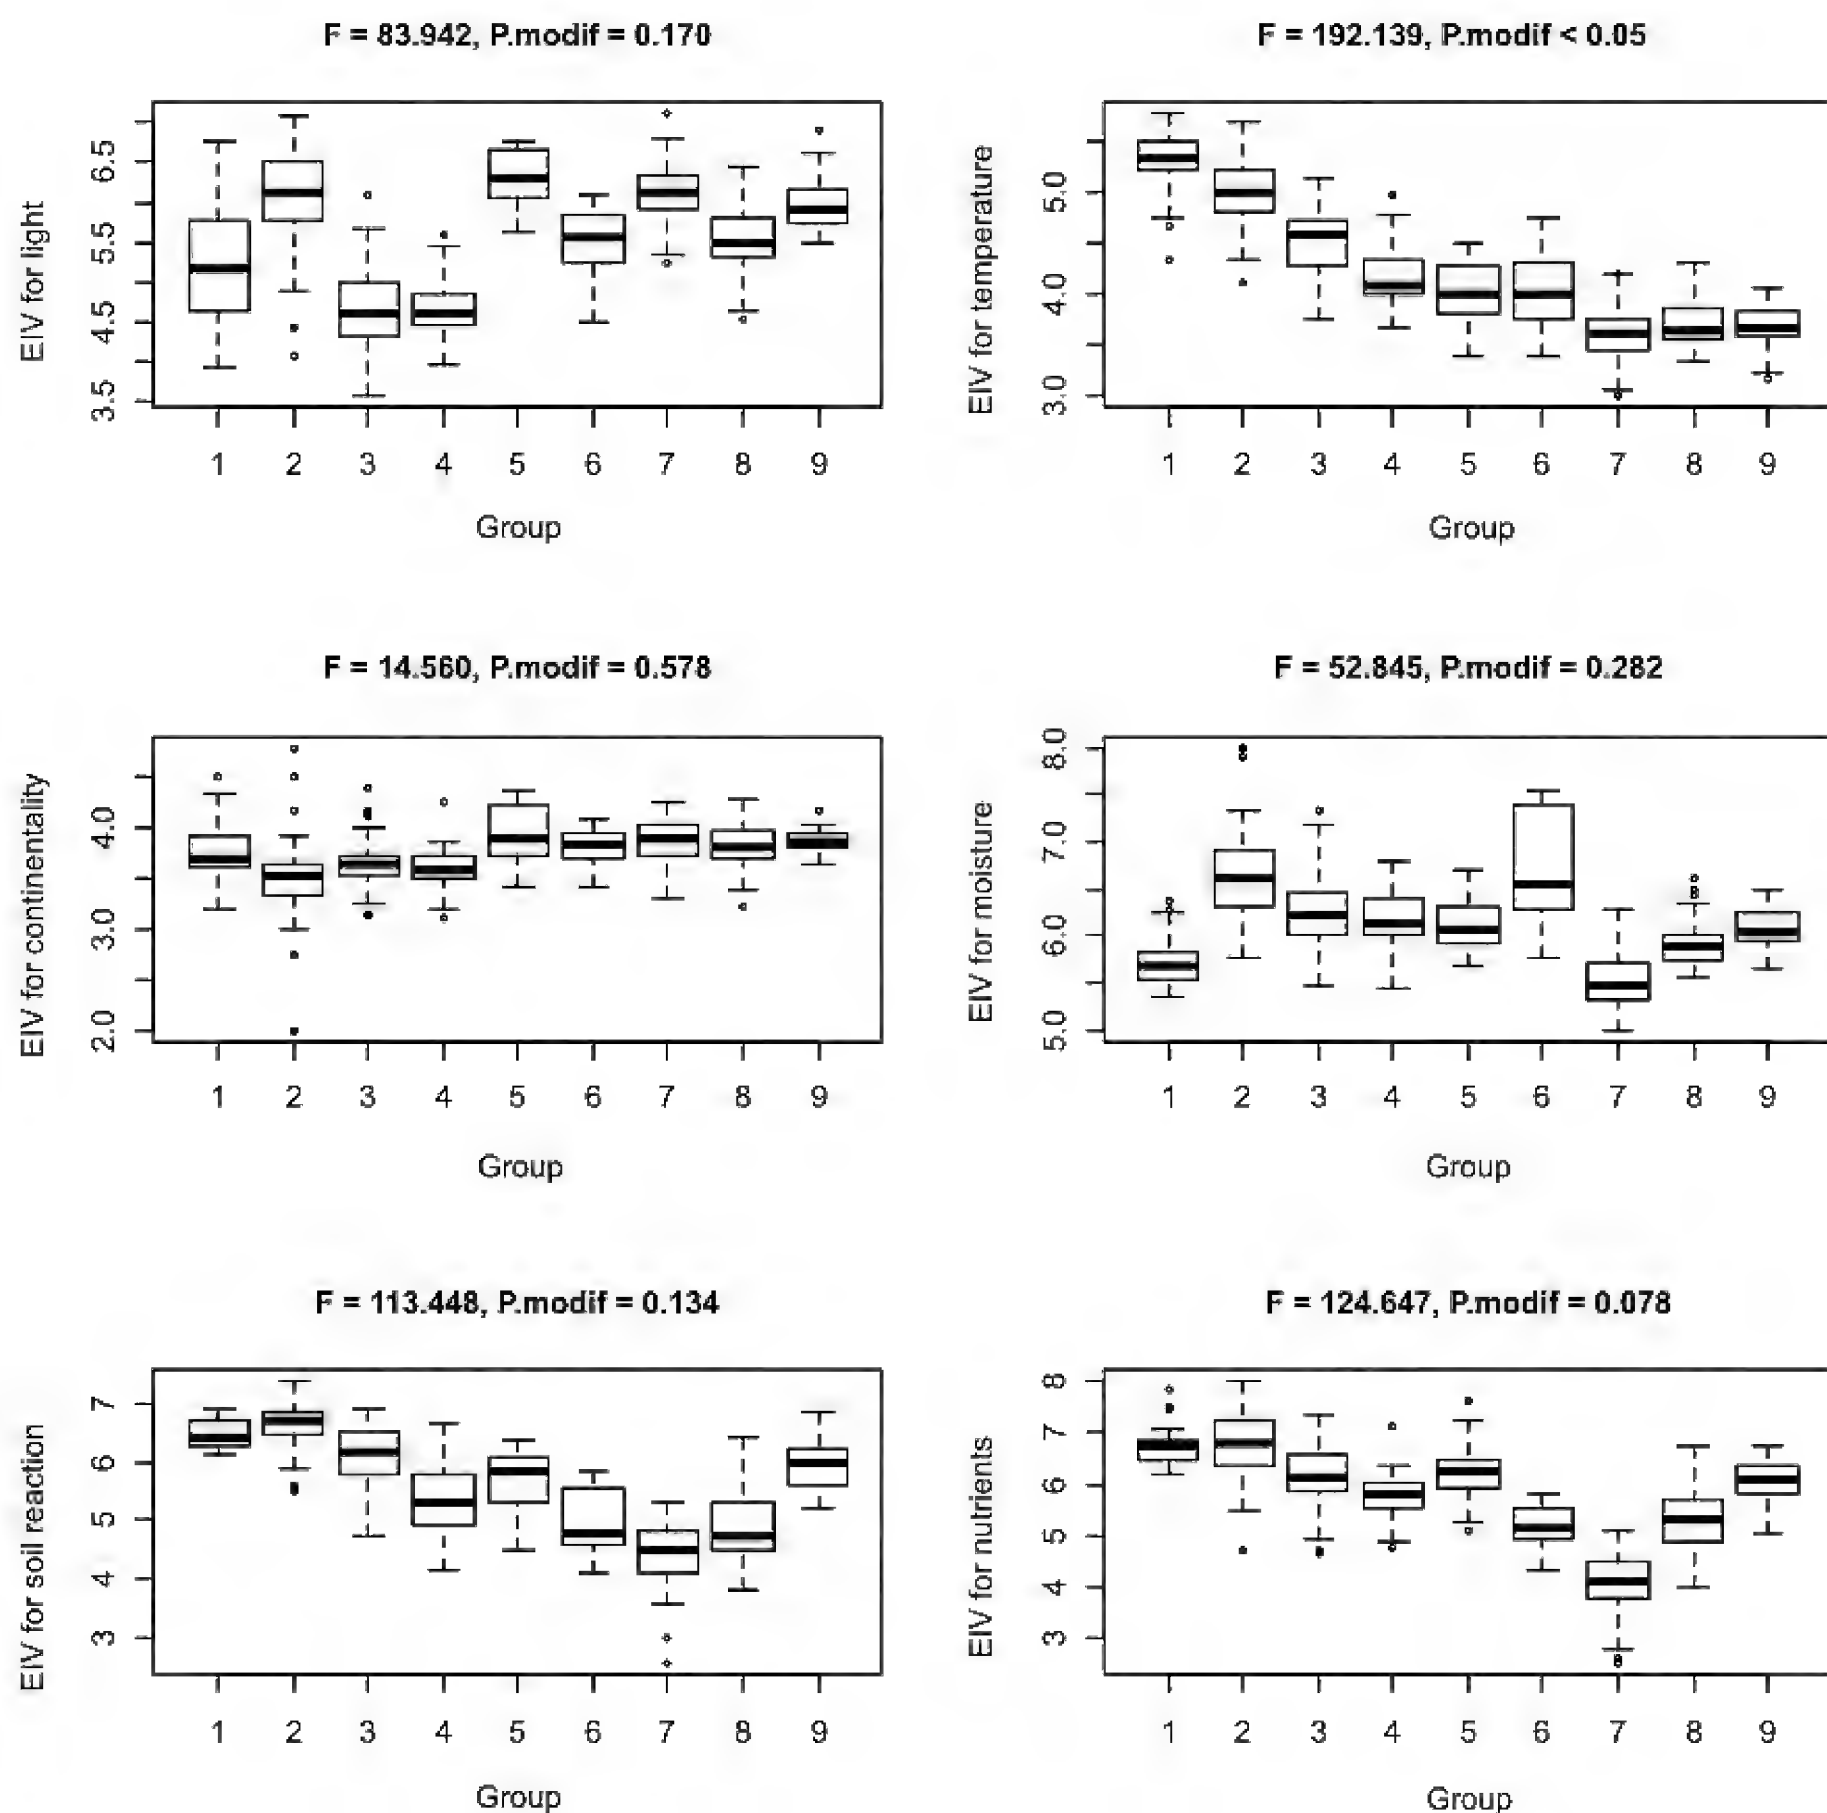 F = 83.942, P.modif = 0.170
EIV for light
3.5 4.5 5.5 6.5
1 2 3 4 5 6 7 8 9
Group
F = 192.139, P.modif < 0.05
EIV for temperature
3.0 4.0 5.0
1 2 3 4 5 6 7 8 9
Group
F = 14.560, P.modif = 0.578
EIV for continentality
2.0 3.0 4.0
1 2 3 4 5 6 7 8 9
Group
F = 52.845, P.modif = 0.282
EIV for moisture
5.0 6.0 7.0 8.0
1 2 3 4 5 6 7 8 9
Group
F = 113.448, P.modif = 0.134
EIV for soil reaction
3 4 5 6 7
1 2 3 4 5 6 7 8 9
Group
F = 124.647, P.modif = 0.078
EIV for nutrients
3 4 5 6 7 8
1 2 3 4 5 6 7 8 9
Group